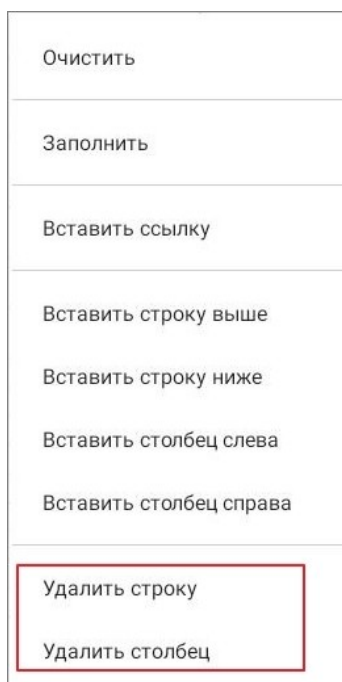 Очистить
Заполнить
Вставить ссылку
Вставить строку выше
Вставить строку ниже
Вставить столбец слева
Вставить столбец справа
Удалить строку
Удалить столбец